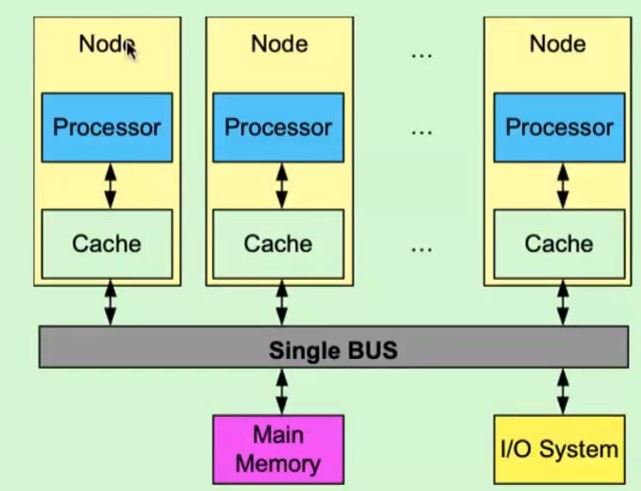 Node Node ... Node
Processor Processor ... Processor
Cache Cache ... Cache
Single BUS
Main
Memory
I/O System